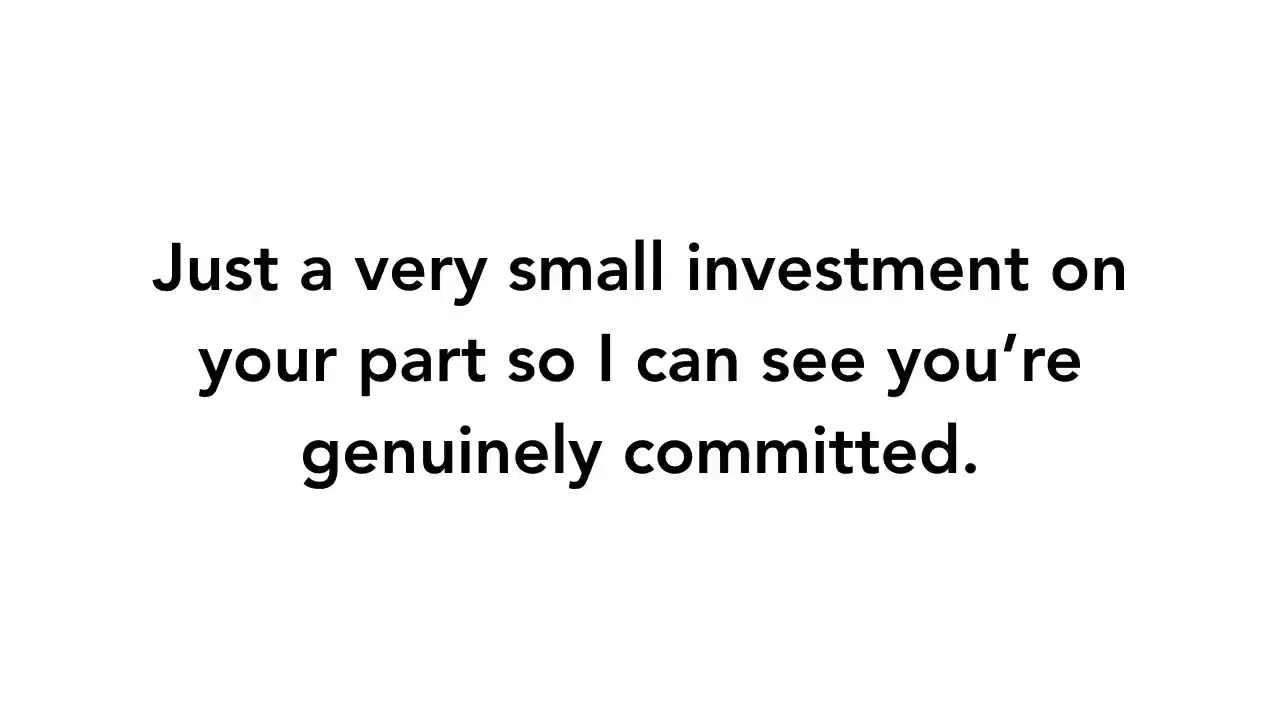 Just a very small investment on
your part so I can see you’re
genuinely committed.